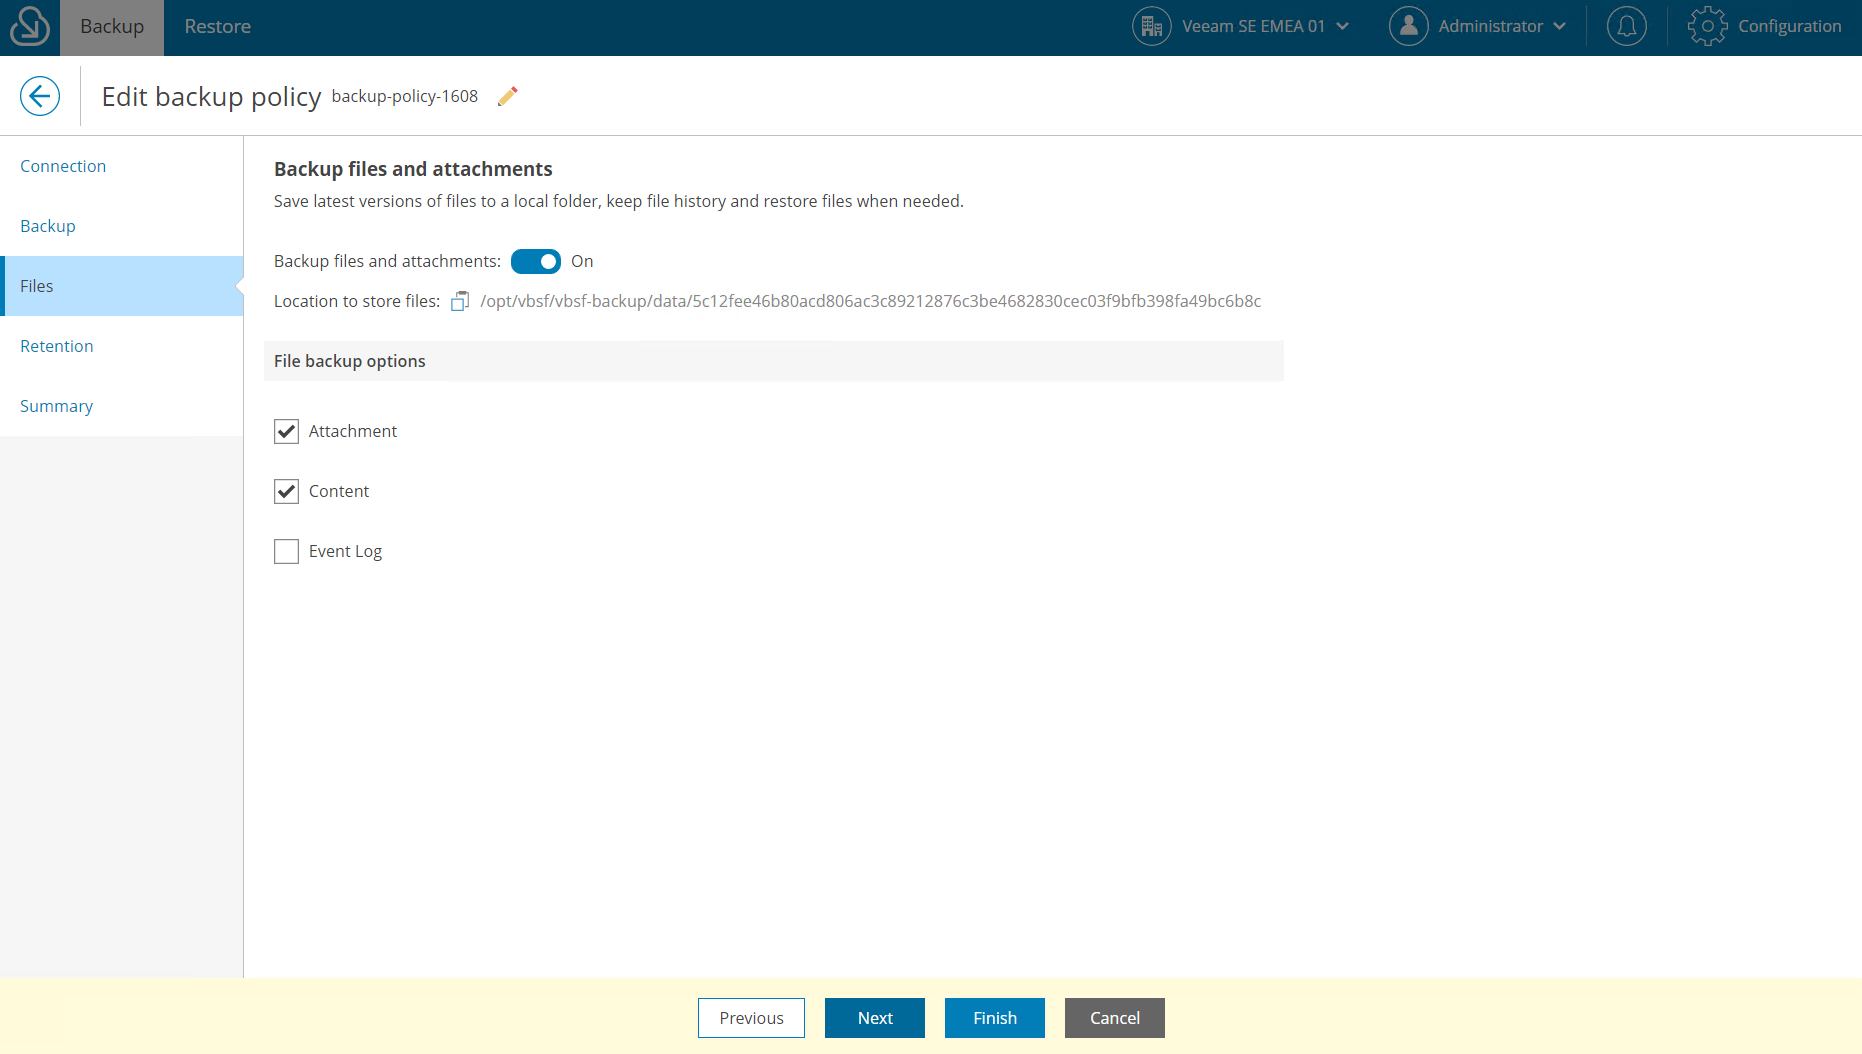 Backup Restore Veeam SE EMEA 01 Administrator Configuration
Edit backup policy backup-policy-1608
Connection
Backup
Files
Retention
Summary
Backup files and attachments
Save latest versions of files to a local folder, keep file history and restore files when needed.
Backup files and attachments: On
Location to store files: /opt/vbsf/vbsf-backup/data/5c12fee46b80acd806ac3c89212876c3be4682830cec03f9bfb398fa49bc6b8c
File backup options
Attachment
Content
Event Log
Previous Next Finish Cancel